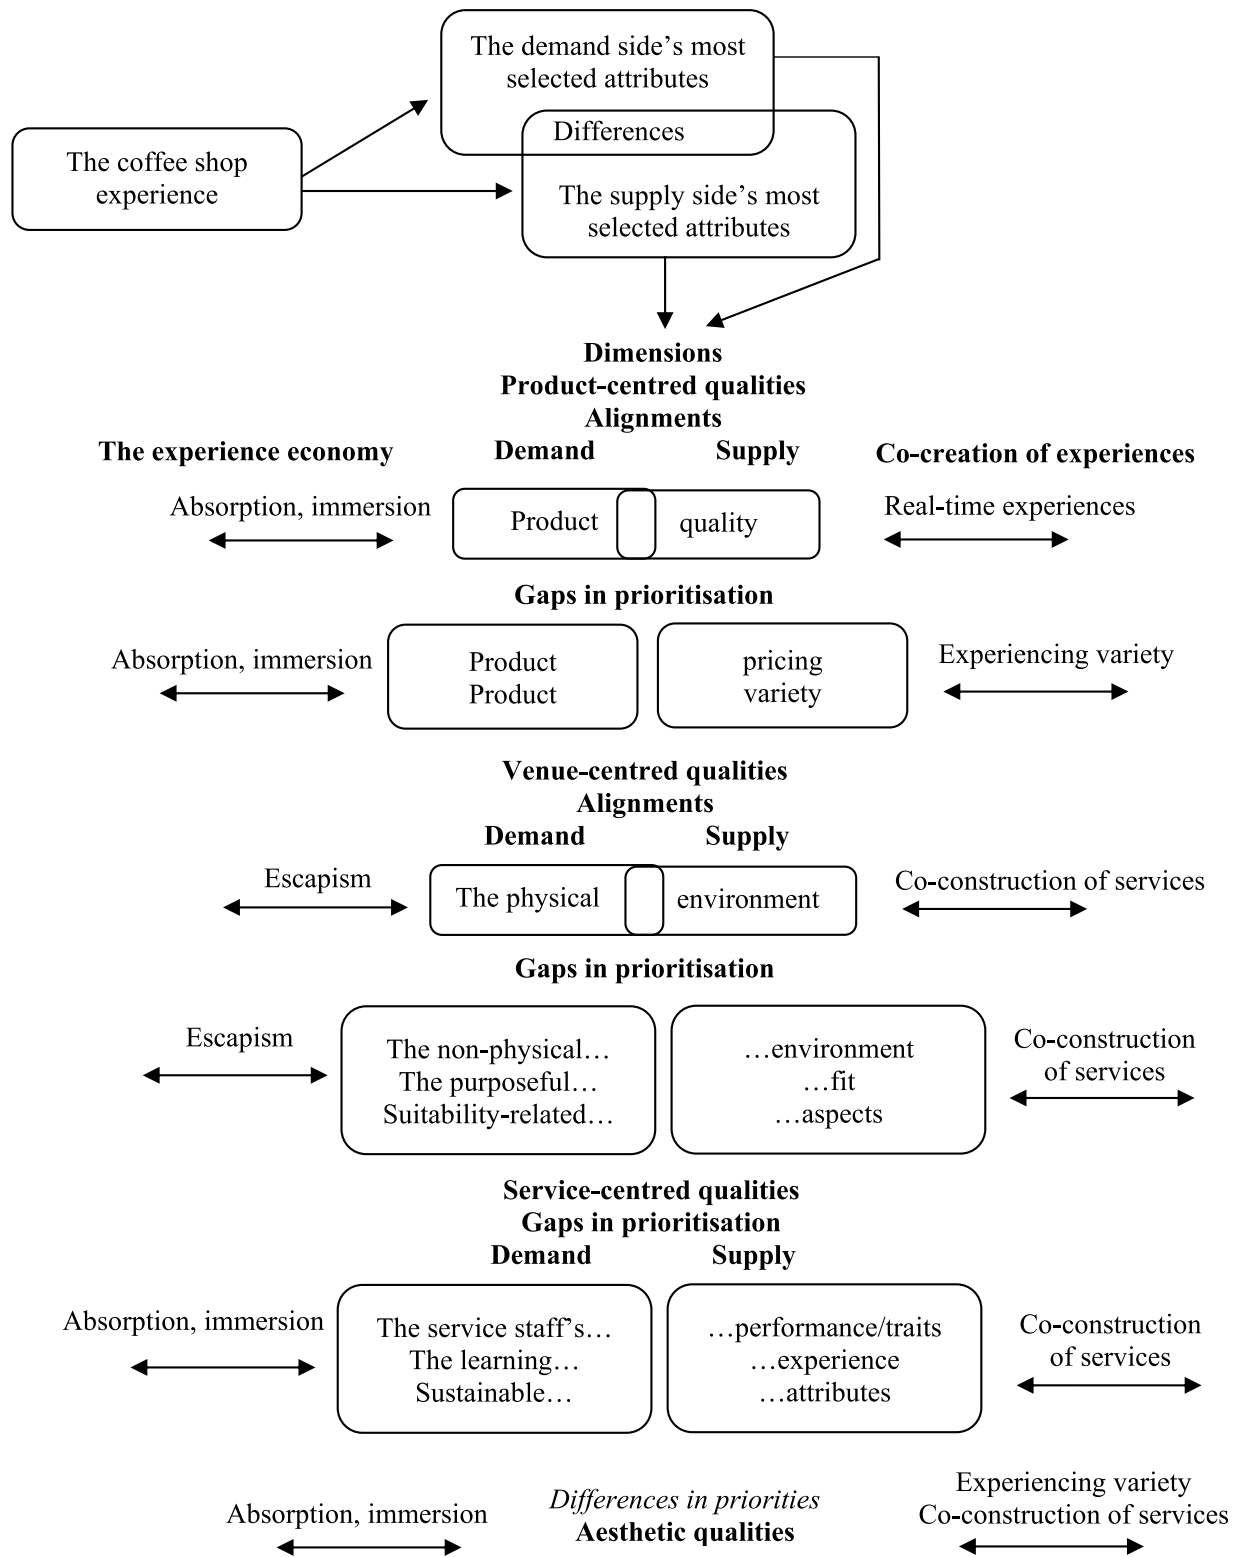 The demand side's most
selected attributes
Differences
The coffee shop
experience
The supply side's most
selected attributes
Dimensions
Product-centred qualities
Alignments
The experience economy
Demand
Supply
Co-creation of experiences
Absorption, immersion
Product
quality
Real-time experiences
Gaps in prioritisation
Absorption, immersion
Product
Product
pricing
variety
Experiencing variety
Venue-centred qualities
Alignments
Demand
Supply
Escapism
The physical
environment
Co-construction of services
Gaps in prioritisation
Escapism
The non-physical…
The purposeful…
Suitability-related…
…environment
…fit
…aspects
Co-construction
of services
Service-centred qualities
Gaps in prioritisation
Demand
Supply
Absorption, immersion
The service staff's…
The learning…
Sustainable…
…performance/traits
…experience
…attributes
Co-construction
of services
Absorption, immersion
Differences in priorities
Aesthetic qualities
Experiencing variety
Co-construction of services